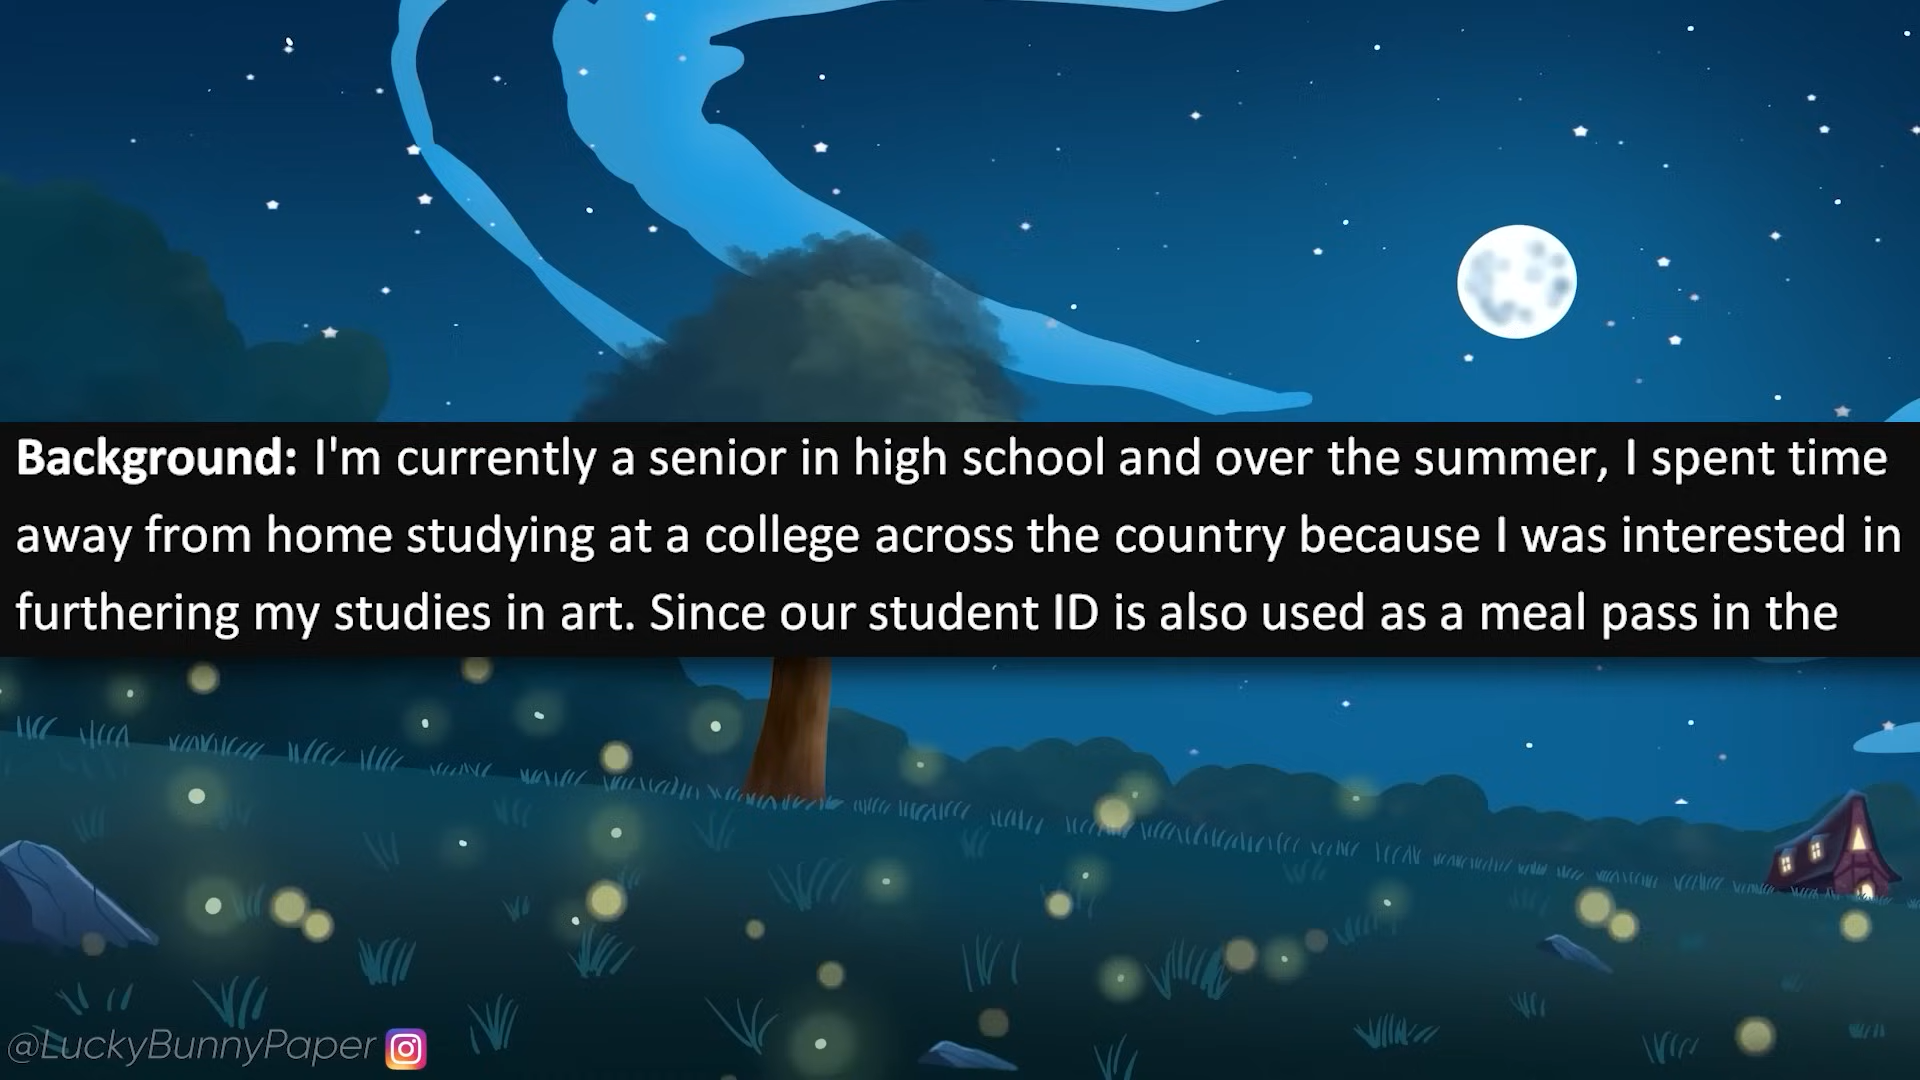 Background: I'm currently a senior in high school and over the summer, I spent time
away from home studying at a college across the country because I was interested in
furthering my studies in art. Since our student ID is also used as a meal pass in the
@LuckyBunnyPaper